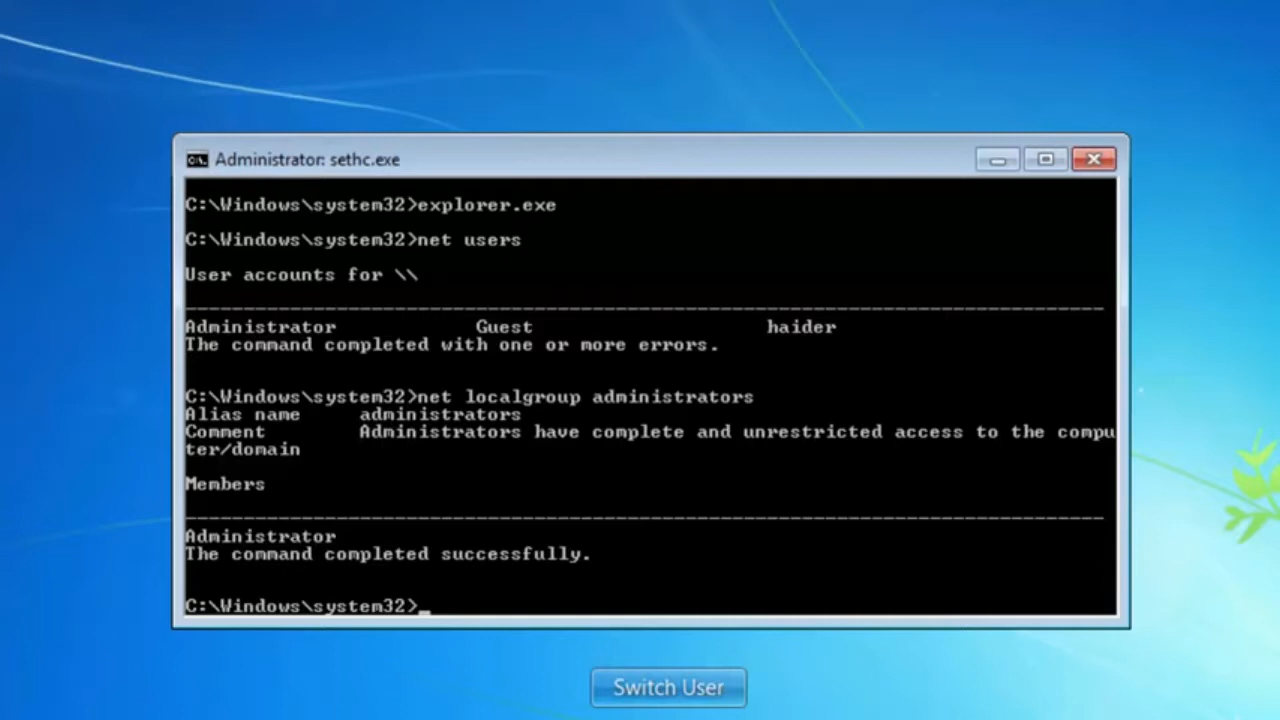 Administrator: sethc.exe
C:\Windows\system32>explorer.exe
C:\Windows\system32>net users
User accounts for \\
Administrator Guest haider
The command completed with one or more errors.
C:\Windows\system32>net localgroup administrators
Alias name administrators
Comment Administrators have complete and unrestricted access to the compu
ter/domain
Members
Administrator
The command completed successfully.
C:\Windows\system32>_
Switch User